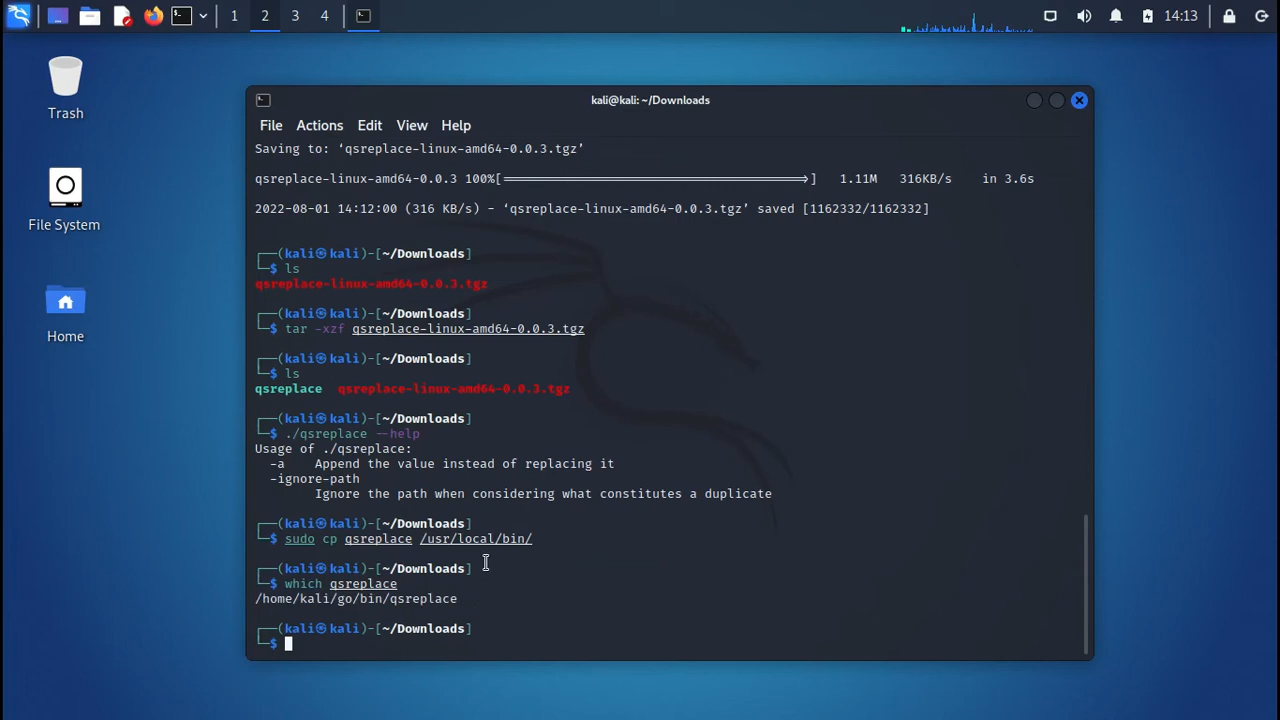 1 2 3 4 14:13
Trash
File System
Home
kali@kali: ~/Downloads
File Actions Edit View Help
Saving to: ‘qsreplace-linux-amd64-0.0.3.tgz’
qsreplace-linux-amd64-0.0.3 100%[===================================>] 1.11M 316KB/s in 3.6s
2022-08-01 14:12:00 (316 KB/s) - ‘qsreplace-linux-amd64-0.0.3.tgz’ saved [1162332/1162332]
┌──(kali㉿kali)-[~/Downloads]
└─$ ls
qsreplace-linux-amd64-0.0.3.tgz
┌──(kali㉿kali)-[~/Downloads]
└─$ tar -xzf qsreplace-linux-amd64-0.0.3.tgz
┌──(kali㉿kali)-[~/Downloads]
└─$ ls
qsreplace qsreplace-linux-amd64-0.0.3.tgz
┌──(kali㉿kali)-[~/Downloads]
└─$ ./qsreplace --help
Usage of ./qsreplace:
-a Append the value instead of replacing it
-ignore-path
Ignore the path when considering what constitutes a duplicate
┌──(kali㉿kali)-[~/Downloads]
└─$ sudo cp qsreplace /usr/local/bin/
┌──(kali㉿kali)-[~/Downloads]
└─$ which qsreplace
/home/kali/go/bin/qsreplace
┌──(kali㉿kali)-[~/Downloads]
└─$